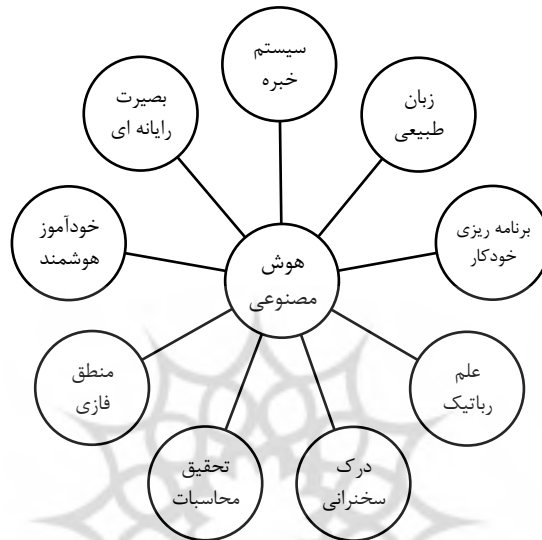 سیستم
خبره
زبان
طبیعی
برنامه ریزی
خودکار
علم
رباتیک
درک
سخنرانی
تحقیق
محاسبات
منطق
فازی
خودآموز
هوشمند
بصیرت
رایانه ای
هوش
مصنوعی